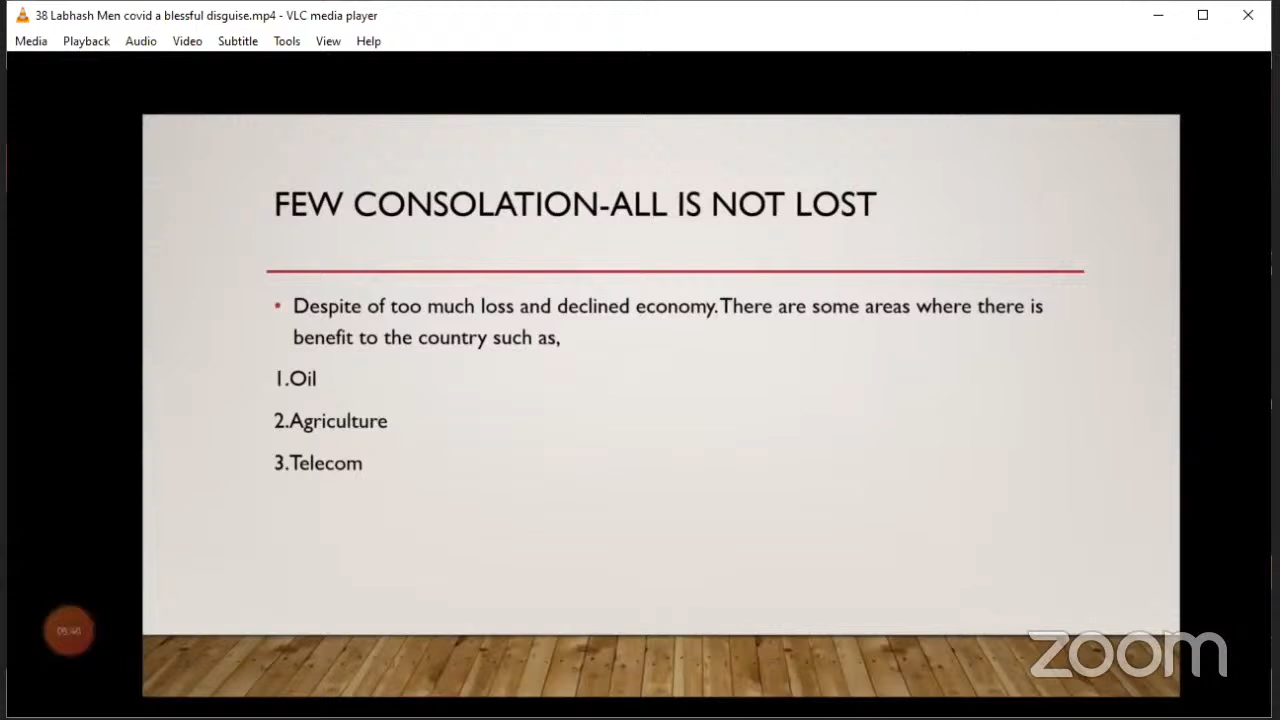 38 Labhash Men covid a blessful disguise.mp4 - VLC media player
Media Playback Audio Video Subtitle Tools View Help
FEW CONSOLATION-ALL IS NOT LOST
• Despite of too much loss and declined economy.There are some areas where there is
benefit to the country such as,
1.Oil
2.Agriculture
3.Telecom
05:40
zoom